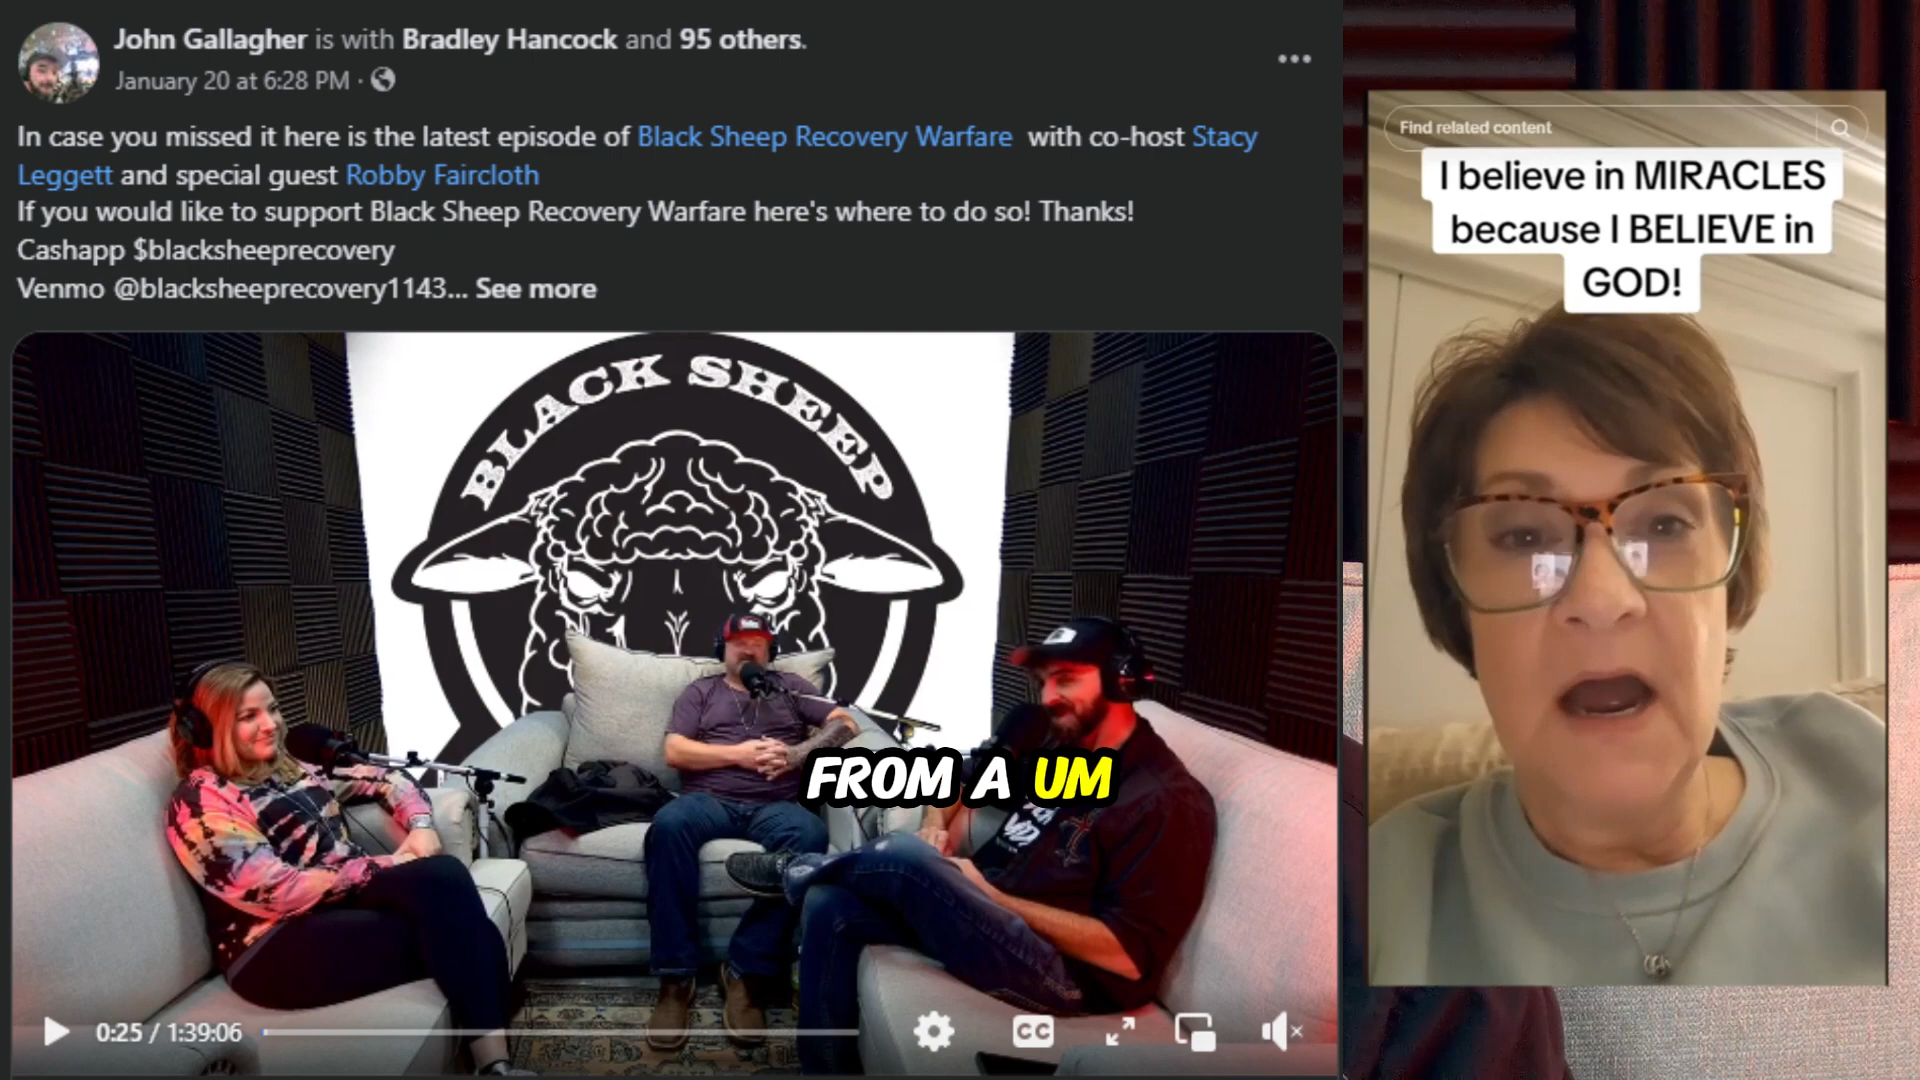 John Gallagher is with Bradley Hancock and 95 others.
January 20 at 6:28 PM ·
In case you missed it here is the latest episode of Black Sheep Recovery Warfare with co-host Stacy
Leggett and special guest Robby Faircloth
If you would like to support Black Sheep Recovery Warfare here's where to do so! Thanks!
Cashapp $blacksheeprecovery
Venmo @blacksheeprecovery1143... See more
BLACK SHEEP
FROM A UM
0:25 / 1:39:06
CC
Find related content
I believe in MIRACLES
because I BELIEVE in
GOD!